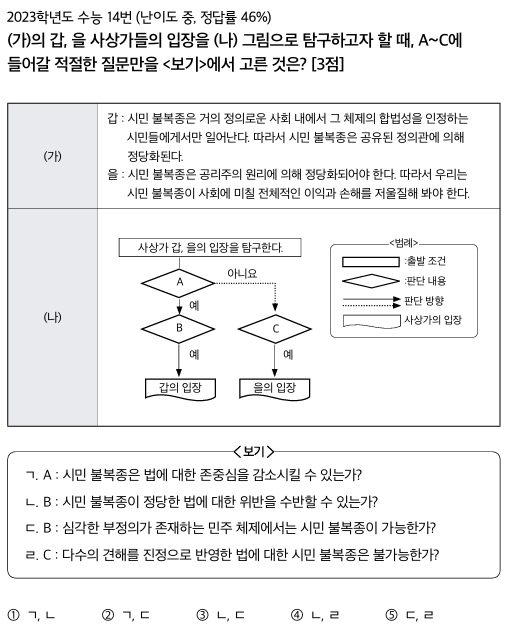 2023학년도 수능 14번 (난이도 중, 정답률 46%)
(가)의 갑, 을 사상가들의 입장을 (나) 그림으로 탐구하고자 할 때, A~C에
들어갈 적절한 질문만을 <보기>에서 고른 것은? [3점]
(가)
갑 : 시민 불복종은 거의 정의로운 사회 내에서 그 체제의 합법성을 인정하는
시민들에게서만 일어난다. 따라서 시민 불복종은 공유된 정의관에 의해
정당화된다.
을 : 시민 불복종은 공리주의 원리에 의해 정당화되어야 한다. 따라서 우리는
시민 불복종이 사회에 미칠 전체적인 이익과 손해를 저울질해 봐야 한다.
(나)
사상가 갑, 을의 입장을 탐구한다.
A
아니요
예
B
C
예
예
갑의 입장
을의 입장
<범례>
:출발 조건
:판단 내용
: 판단 방향
: 사상가의 입장
<보기>
ㄱ. A : 시민 불복종은 법에 대한 존중심을 감소시킬 수 있는가?
ㄴ. B : 시민 불복종이 정당한 법에 대한 위반을 수반할 수 있는가?
ㄷ. B : 심각한 부정의가 존재하는 민주 체제에서는 시민 불복종이 가능한가?
ㄹ. C : 다수의 견해를 진정으로 반영한 법에 대한 시민 불복종은 불가능한가?
① ㄱ, ㄴ ② ㄱ, ㄷ ③ ㄴ, ㄷ ④ ㄴ, ㄹ ⑤ ㄷ, ㄹ